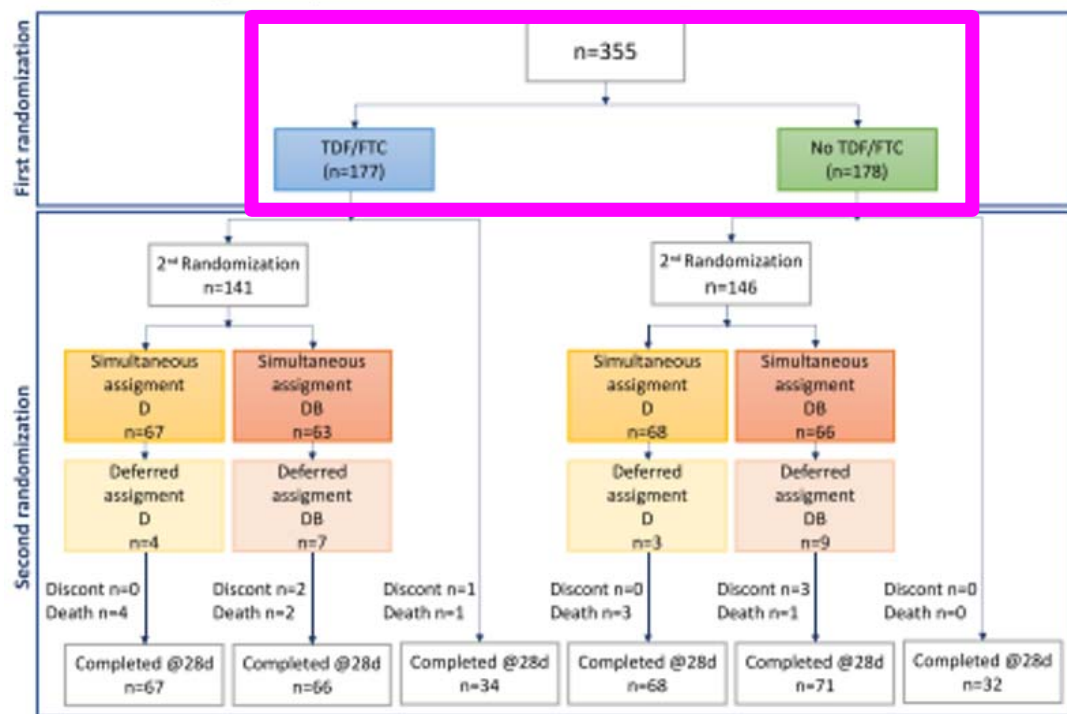 First randomization
n=355
TDF/FTC
(n=177)
No TDF/FTC
(n=178)
Second randomization
2nd Randomization
n=141
2nd Randomization
n=146
Simultaneous
assigment
D
n=67
Simultaneous
assigment
DB
n=63
Simultaneous
assigment
D
n=68
Simultaneous
assigment
DB
n=66
Deferred
assigment
D
n=4
Deferred
assigment
DB
n=7
Deferred
assigment
D
n=3
Deferred
assigment
DB
n=9
Discont n=0
Death n=4
Discont n=2
Death n=2
Discont n=1
Death n=1
Discont n=0
Death n=3
Discont n=3
Death n=1
Discont n=0
Death n=0
Completed @28d
n=67
Completed @28d
n=66
Completed @28d
n=34
Completed @28d
n=68
Completed @28d
n=71
Completed @28d
n=32